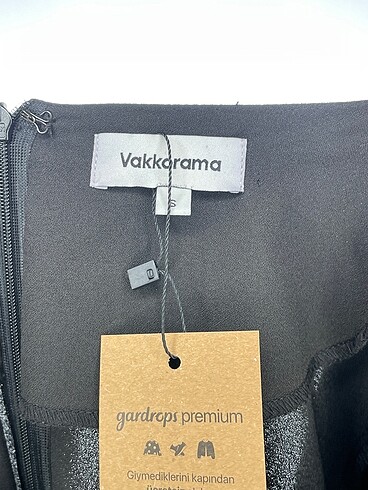 Vakkorama
S
gardrops premium
Giymediklerini kapından